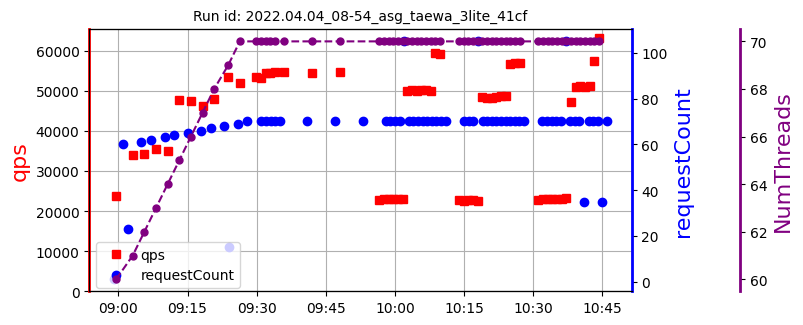 Run id: 2022.04.04_08-54_asg_taewa_3lite_41cf
60000
50000
40000
30000
20000
10000
0
qps
100
80
60
40
20
0
requestCount
70
68
66
64
62
60
NumThreads
qps
requestCount
09:00 09:15 09:30 09:45 10:00 10:15 10:30 10:45